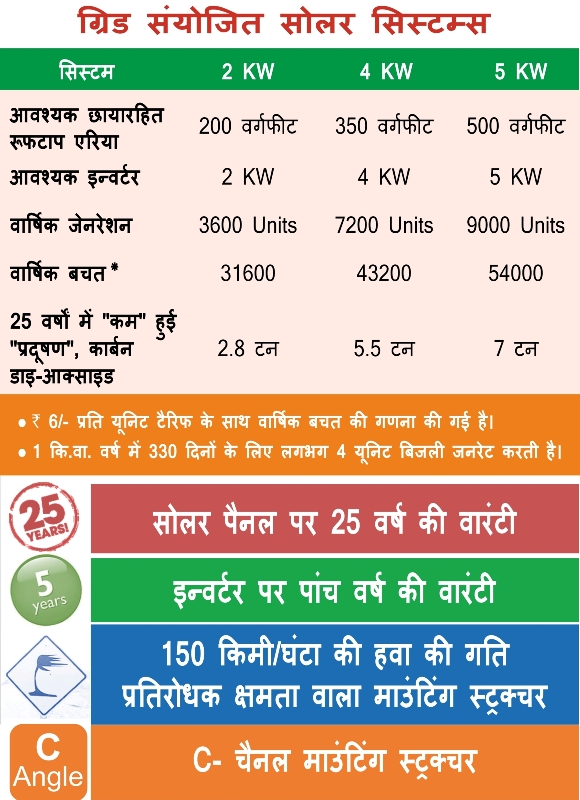 ग्रिड संयोजित सोलर सिस्टम्स
सिस्टम 2 KW 4 KW 5 KW
आवश्यक छायारहित
रूफटाप एरिया 200 वर्गफीट 350 वर्गफीट 500 वर्गफीट
आवश्यक इन्वर्टर 2 KW 4 KW 5 KW
वार्षिक जेनरेशन 3600 Units 7200 Units 9000 Units
वार्षिक बचत * 31600 43200 54000
25 वर्षों में "कम" हुई
"प्रदूषण", कार्बन 2.8 टन 5.5 टन 7 टन
डाइ-आक्साइड
● ₹ 6/- प्रति यूनिट टैरिफ के साथ वार्षिक बचत की गणना की गई है।
● 1 कि.वा. वर्ष में 330 दिनों के लिए लगभग 4 यूनिट बिजली जनरेट करती है।
25
YEARS!
सोलर पैनल पर 25 वर्ष की वारंटी
5
years
इन्वर्टर पर पांच वर्ष की वारंटी
150 किमी/घंटा की हवा की गति
प्रतिरोधक क्षमता वाला माउंटिंग स्ट्रक्चर
C
Angle
C- चैनल माउंटिंग स्ट्रक्चर